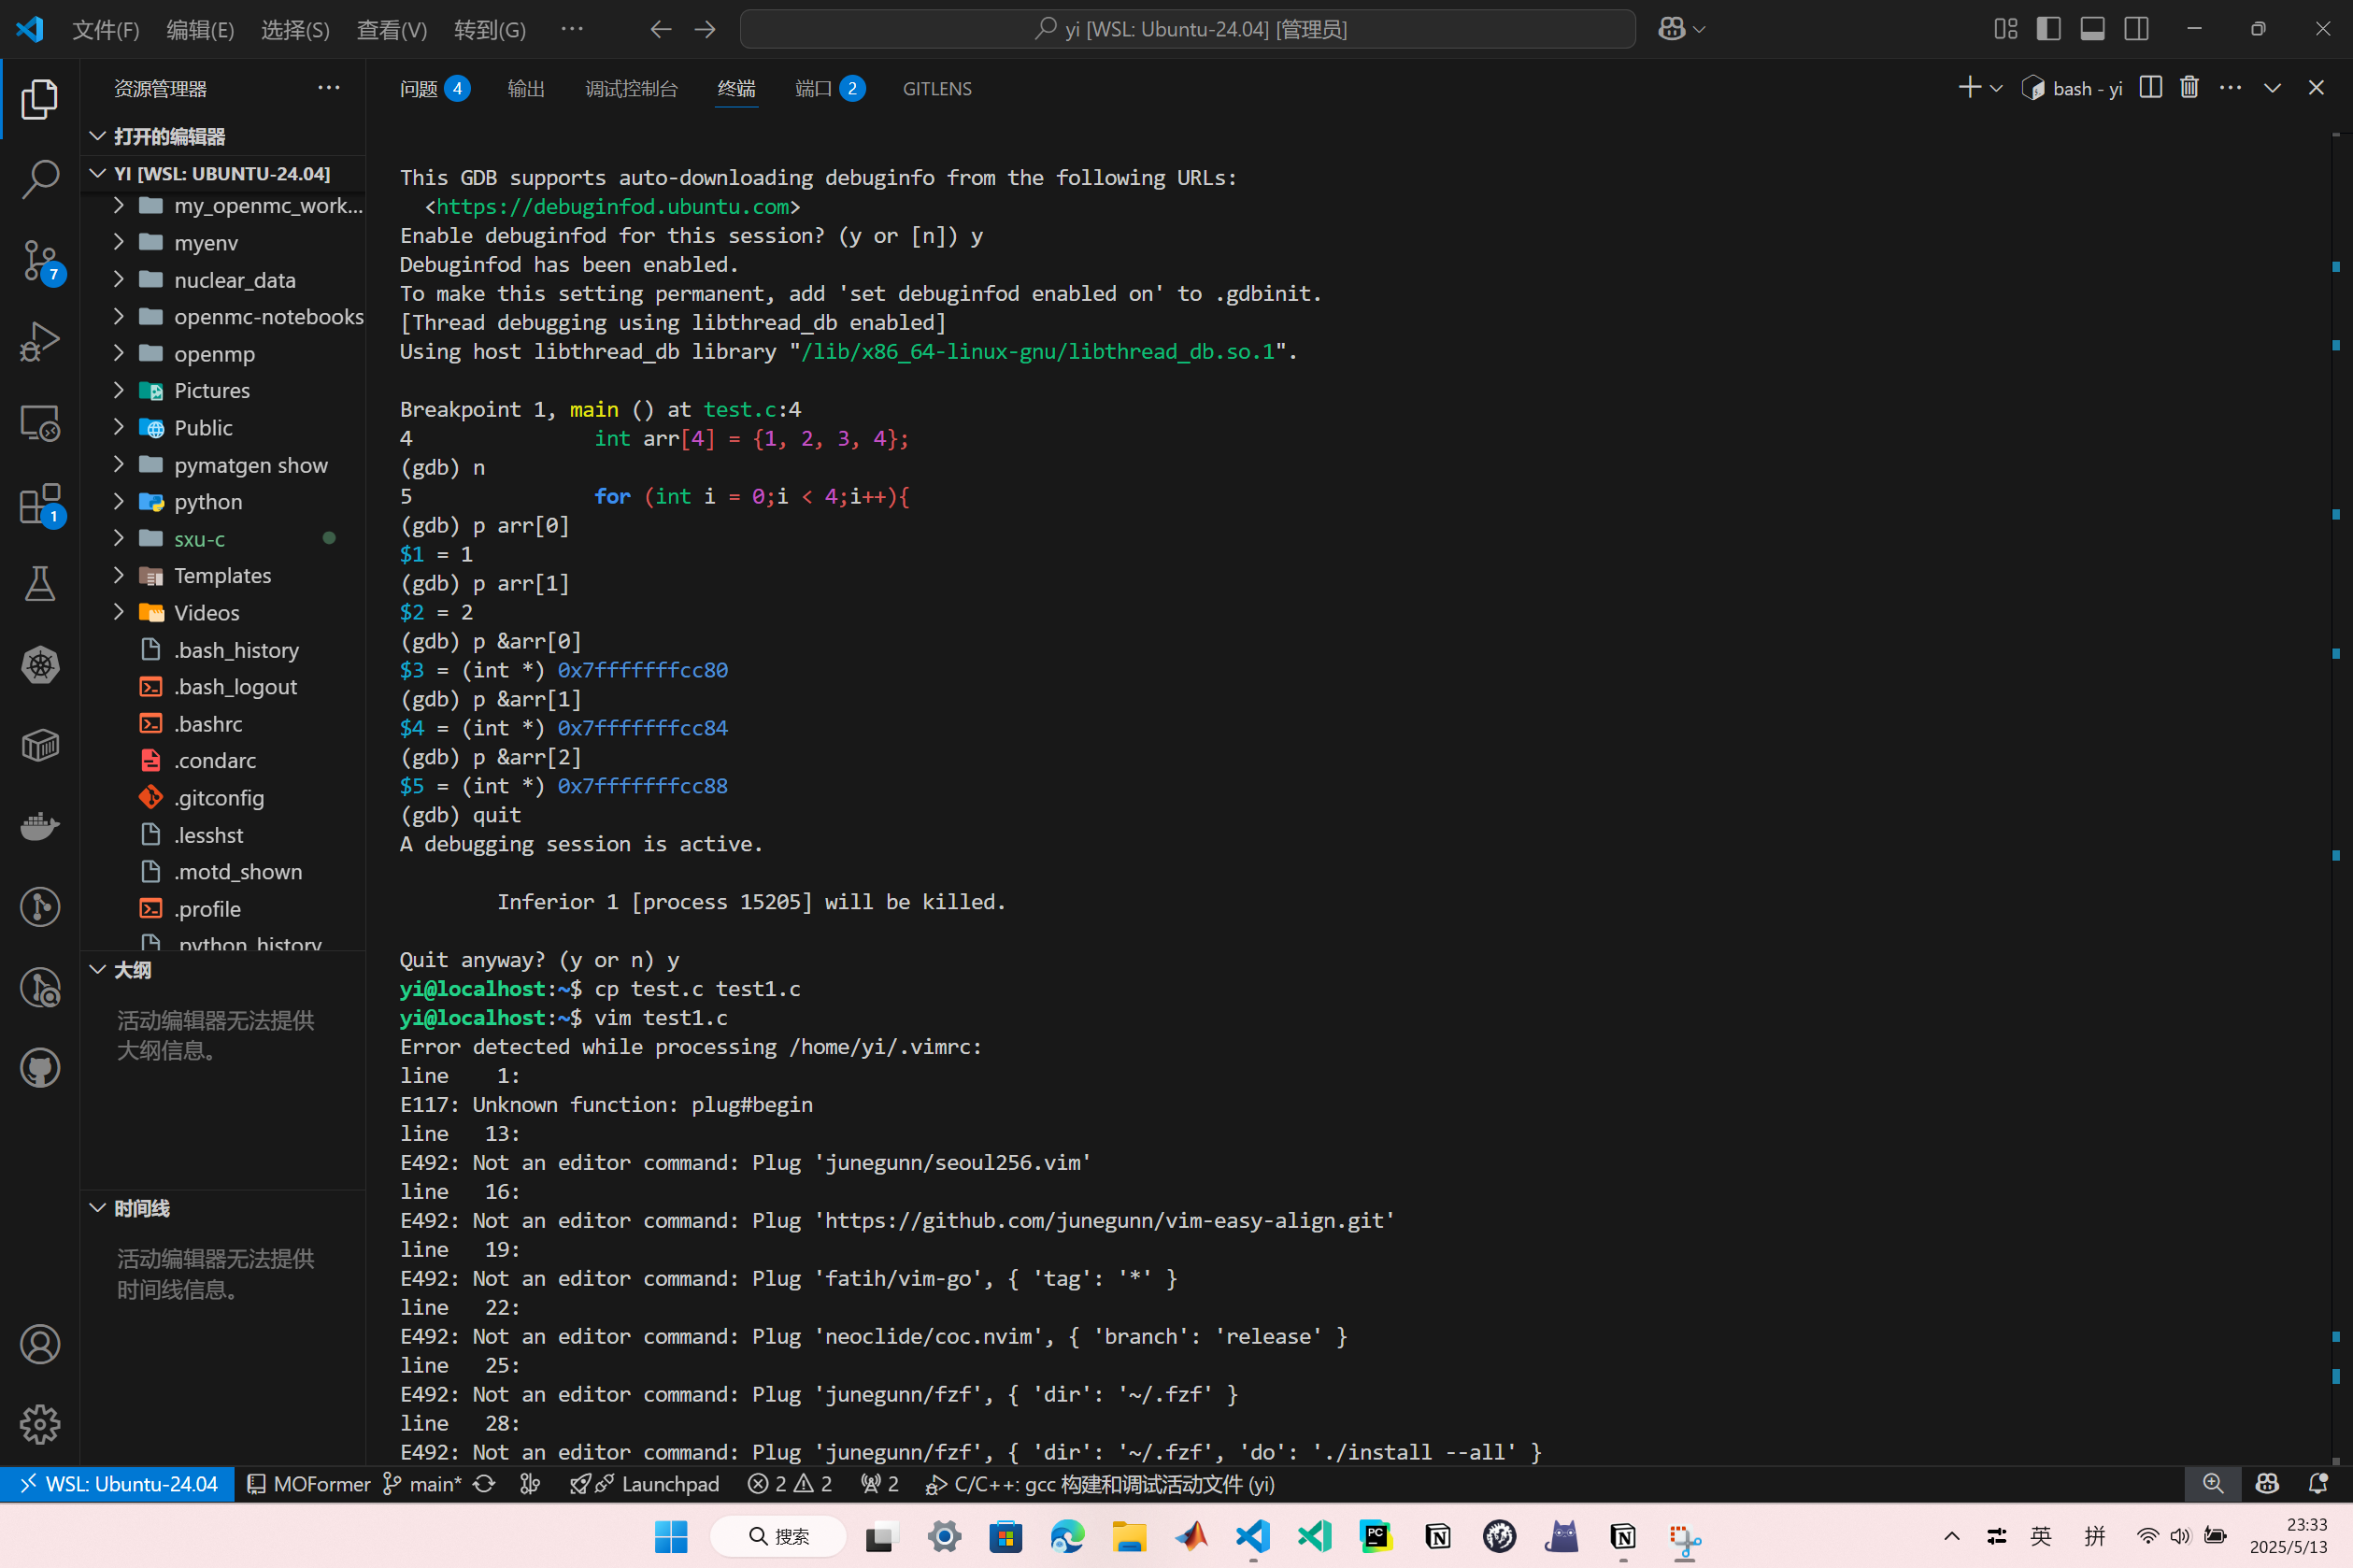 文件(F) 编辑(E) 选择(S) 查看(V) 转到(G) ··· yi [WSL: Ubuntu-24.04] [管理员]
资源管理器 ···
打开的编辑器
YI [WSL: UBUNTU-24.04]
my_openmc_work...
myenv
nuclear_data
openmc-notebooks
openmp
Pictures
Public
pymatgen show
python
sxu-c
Templates
Videos
.bash_history
.bash_logout
.bashrc
.condarc
.gitconfig
.lesshst
.motd_shown
.profile
.python_history
大纲
活动编辑器无法提供
大纲信息。
时间线
活动编辑器无法提供
时间线信息。
7
1
问题 4 输出 调试控制台 终端 端口 2 GITLENS bash - yi ···
This GDB supports auto-downloading debuginfo from the following URLs:
  <https://debuginfod.ubuntu.com>
Enable debuginfod for this session? (y or [n]) y
Debuginfod has been enabled.
To make this setting permanent, add 'set debuginfod enabled on' to .gdbinit.
[Thread debugging using libthread_db enabled]
Using host libthread_db library "/lib/x86_64-linux-gnu/libthread_db.so.1".
Breakpoint 1, main () at test.c:4
4               int arr[4] = {1, 2, 3, 4};
(gdb) n
5               for (int i = 0;i < 4;i++){
(gdb) p arr[0]
$1 = 1
(gdb) p arr[1]
$2 = 2
(gdb) p &arr[0]
$3 = (int *) 0x7fffffffcc80
(gdb) p &arr[1]
$4 = (int *) 0x7fffffffcc84
(gdb) p &arr[2]
$5 = (int *) 0x7fffffffcc88
(gdb) quit
A debugging session is active.
        Inferior 1 [process 15205] will be killed.
Quit anyway? (y or n) y
yi@localhost:~$ cp test.c test1.c
yi@localhost:~$ vim test1.c
Error detected while processing /home/yi/.vimrc:
line    1:
E117: Unknown function: plug#begin
line   13:
E492: Not an editor command: Plug 'junegunn/seoul256.vim'
line   16:
E492: Not an editor command: Plug 'https://github.com/junegunn/vim-easy-align.git'
line   19:
E492: Not an editor command: Plug 'fatih/vim-go', { 'tag': '*' }
line   22:
E492: Not an editor command: Plug 'neoclide/coc.nvim', { 'branch': 'release' }
line   25:
E492: Not an editor command: Plug 'junegunn/fzf', { 'dir': '~/.fzf' }
line   28:
E492: Not an editor command: Plug 'junegunn/fzf', { 'dir': '~/.fzf', 'do': './install --all' }
WSL: Ubuntu-24.04 MOFormer main* Launchpad 2 2 2 C/C++: gcc 构建和调试活动文件 (yi)
搜索 PC 英 拼 23:33
2025/5/13